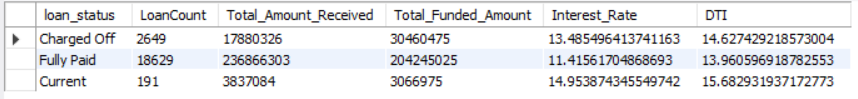 loan_status LoanCount Total_Amount_Received Total_Funded_Amount Interest_Rate DTI
Charged Off 2649 17880326 30460475 13.485496413741163 14.627429218573004
Fully Paid 18629 236866303 204245025 11.41561704868693 13.960596918782553
Current 191 3837084 3066975 14.953874345549742 15.682931937172773